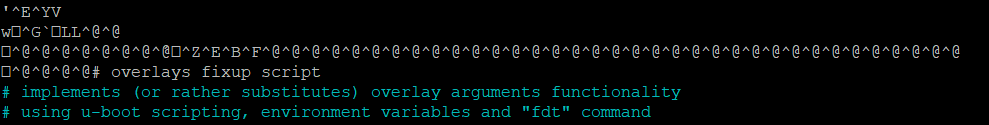 '^E^YV
w□^G`□LL^@^@
□^@^@^@^@^@^@^@^@□^Z^E^B^F^@^@^@^@^@^@^@^@^@^@^@^@^@^@^@^@^@^@^@^@^@^@^@^@^@^@^@^@^@^@^@^@^@^@^@
□^@^@^@^@# overlays fixup script
# implements (or rather substitutes) overlay arguments functionality
# using u-boot scripting, environment variables and "fdt" command